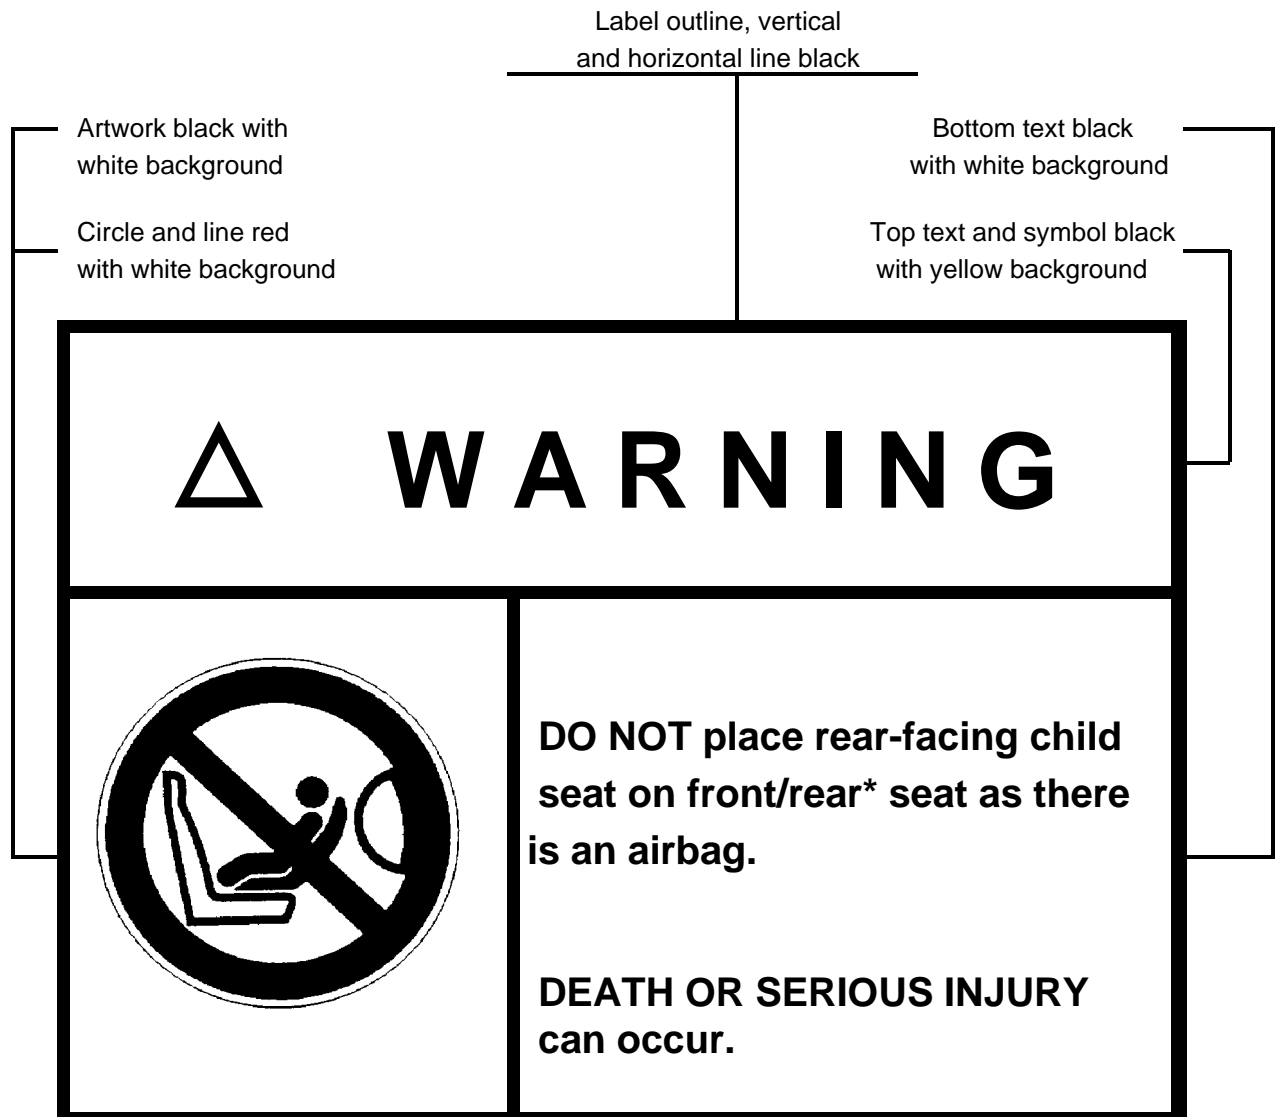 Label outline, vertical
and horizontal line black
Artwork black with
white background
Bottom text black
with white background
Circle and line red
with white background
Top text and symbol black
with yellow background
WARNING
DO NOT place rear-facing child
seat on front/rear* seat as there
is an airbag.
DEATH OR SERIOUS INJURY
can occur.